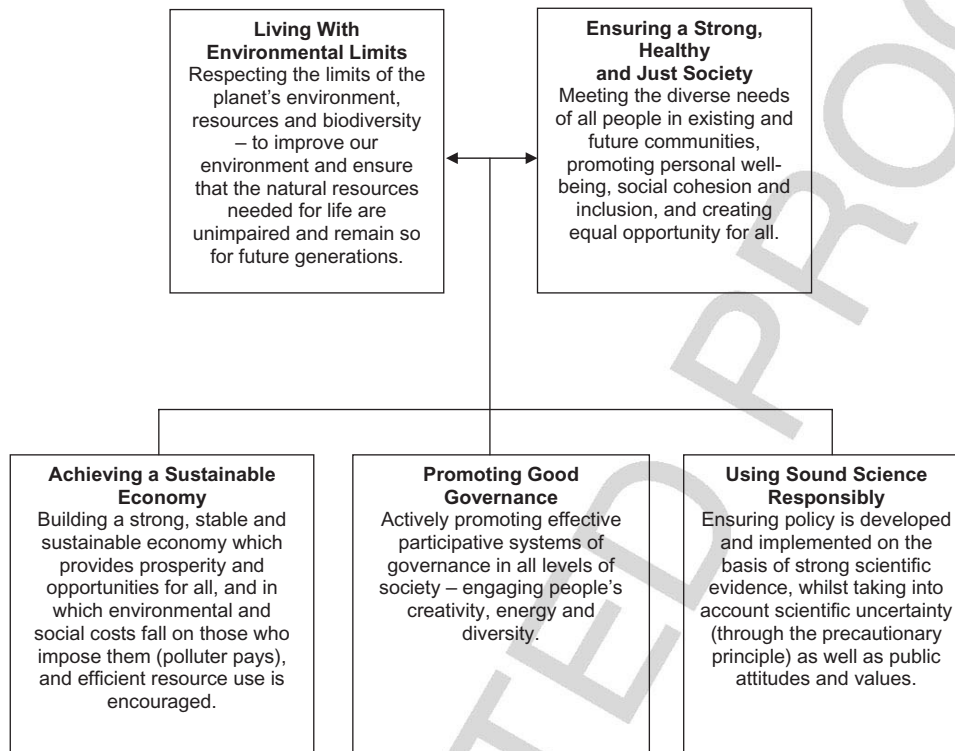 Living With
Environmental Limits
Respecting the limits of the
planet's environment,
resources and biodiversity
– to improve our
environment and ensure
that the natural resources
needed for life are
unimpaired and remain so
for future generations.
Ensuring a Strong,
Healthy
and Just Society
Meeting the diverse needs
of all people in existing and
future communities,
promoting personal well-
being, social cohesion and
inclusion, and creating
equal opportunity for all.
Achieving a Sustainable
Economy
Building a strong, stable and
sustainable economy which
provides prosperity and
opportunities for all, and in
which environmental and
social costs fall on those who
impose them (polluter pays),
and efficient resource use is
encouraged.
Promoting Good
Governance
Actively promoting effective
participative systems of
governance in all levels of
society – engaging people's
creativity, energy and
diversity.
Using Sound Science
Responsibly
Ensuring policy is developed
and implemented on the
basis of strong scientific
evidence, whilst taking into
account scientific uncertainty
(through the precautionary
principle) as well as public
attitudes and values.